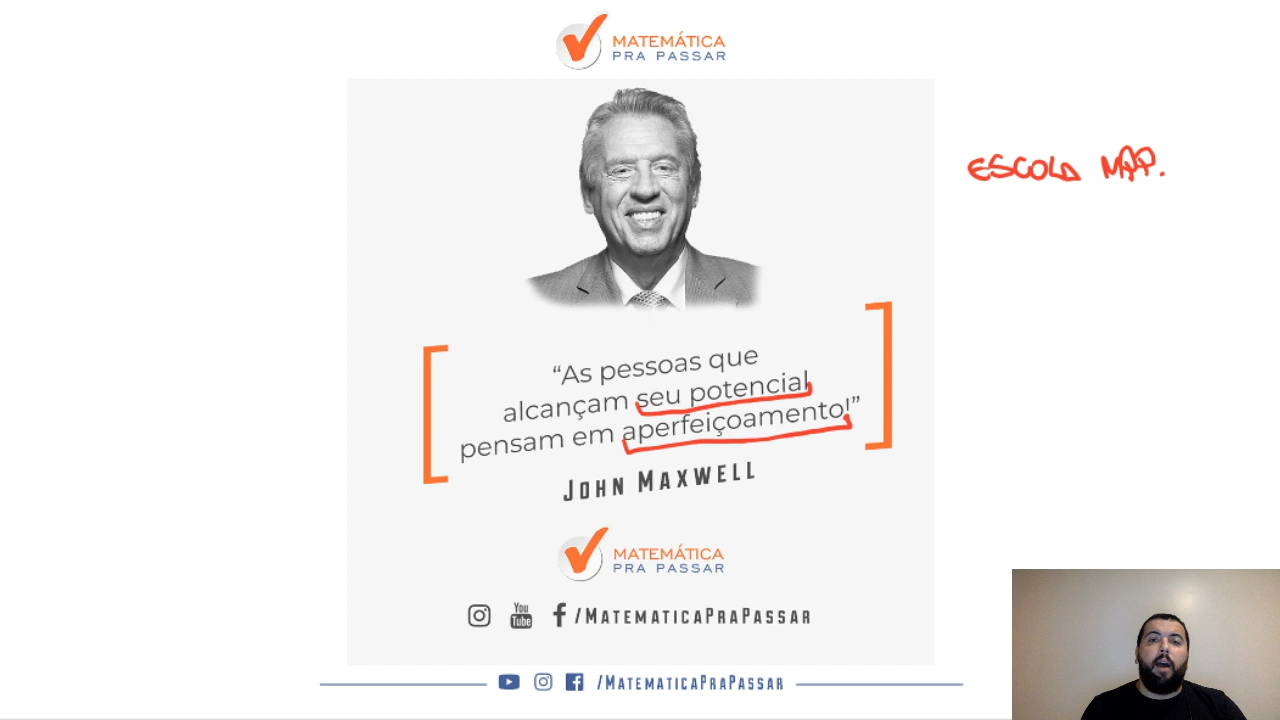 MATEMÁTICA
PRA PASSAR
ESCOLA MPP.
“As pessoas que
alcançam seu potencial
pensam em aperfeiçoamento!”
JOHN MAXWELL
MATEMÁTICA
PRA PASSAR
You
Tube
/MATEMATICAPRAPASSAR
/MATEMATICAPRAPASSAR